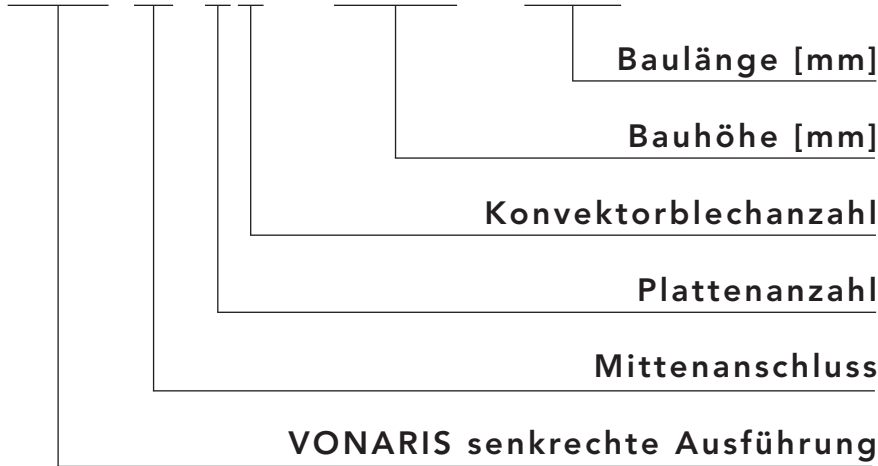 Baulänge [mm]
Bauhöhe [mm]
Konvektorblechanzahl
Plattenanzahl
Mittenanschluss
VONARIS senkrechte Ausführung